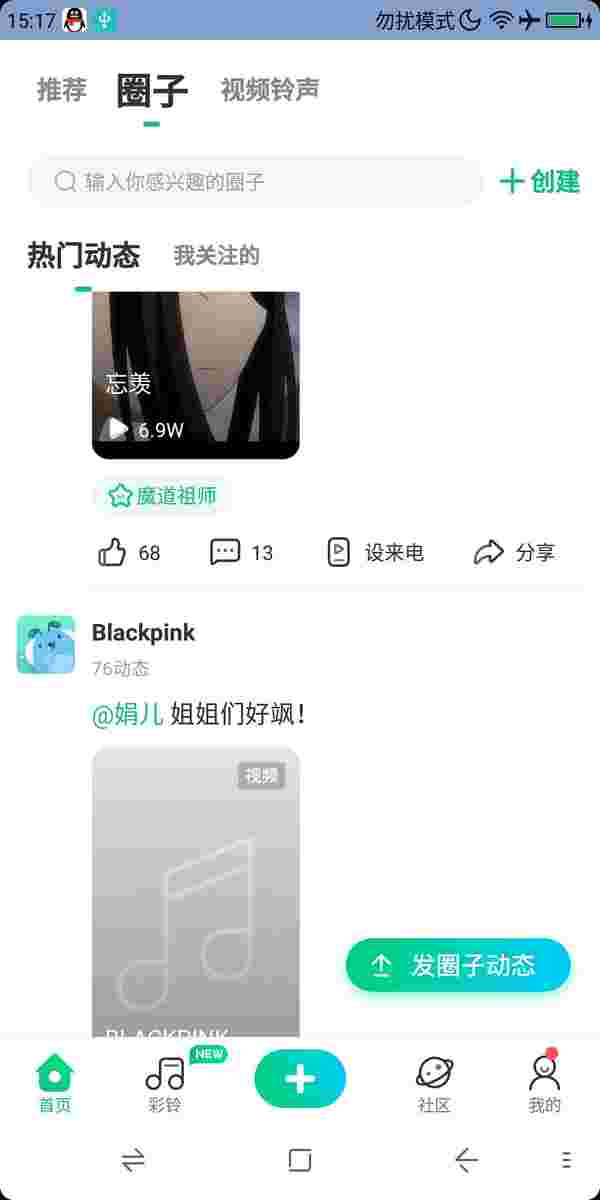 15:17 勿扰模式
推荐 圈子 视频铃声
输入你感兴趣的圈子 创建
热门动态 我关注的
忘羡
6.9W
魔道祖师
68 13 设来电 分享
Blackpink
76动态
@娟儿 姐姐们好飒!
视频
发圈子动态
BLACKPINK
NEW
首页 彩铃 社区 我的